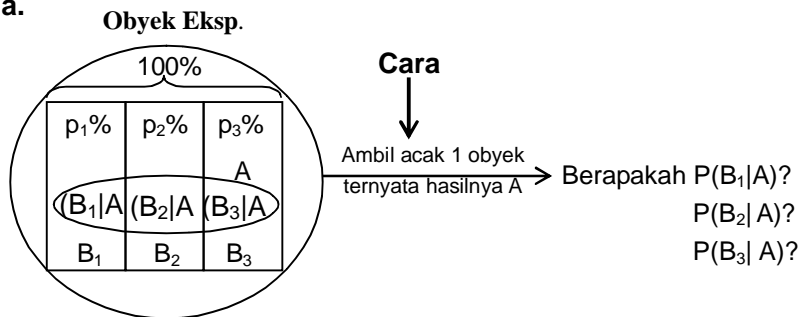 a.
Obyek Eksp.
100%
Cara
p₁% p₂% p₃%
Ambil acak 1 obyek
A
ternyata hasilnya A
Berapakah P(B₁|A)?
(B₁|A (B₂|A (B₃|A
P(B₂| A)?
B₁ B₂ B₃
P(B₃| A)?